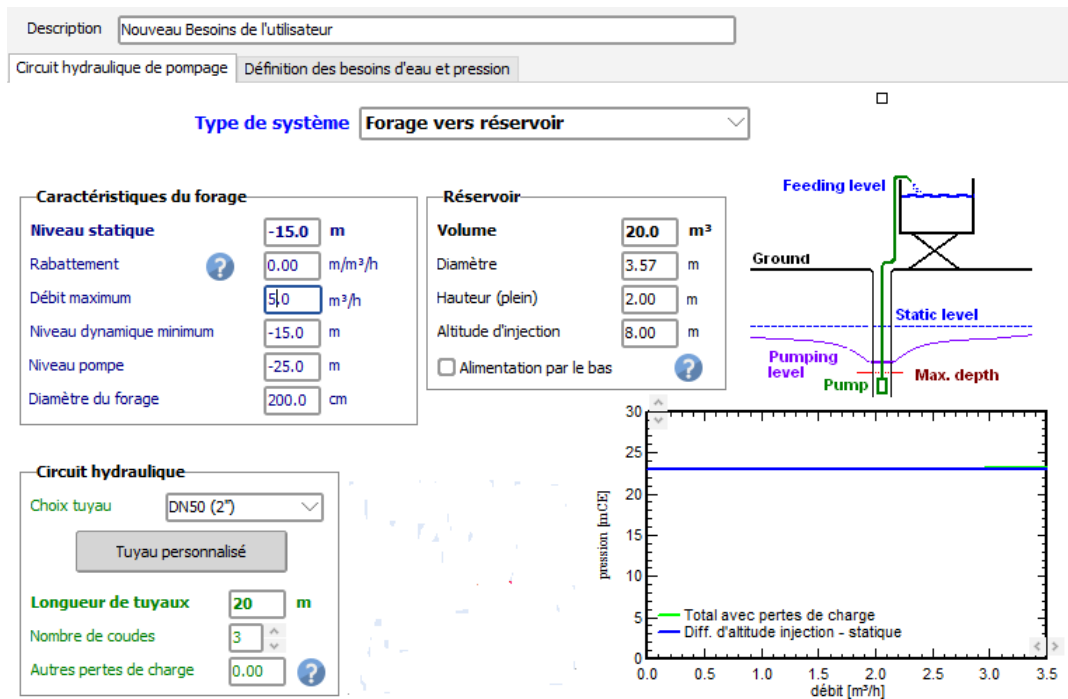 Description Nouveau Besoins de l'utilisateur
Circuit hydraulique de pompage Définition des besoins d'eau et pression
Type de système Forage vers réservoir
Caractéristiques du forage
Niveau statique -15.0 m
Rabattement ? 0.00 m/m³/h
Débit maximum 5.0 m³/h
Niveau dynamique minimum -15.0 m
Niveau pompe -25.0 m
Diamètre du forage 200.0 cm
Réservoir
Volume 20.0 m³
Diamètre 3.57 m
Hauteur (plein) 2.00 m
Altitude d'injection 8.00 m
Alimentation par le bas ?
Feeding level
Ground
Static level
Pumping level
Max. depth
Pump
Circuit hydraulique
Choix tuyau DN50 (2")
Tuyau personnalisé
Longueur de tuyaux 20 m
Nombre de coudes 3
Autres pertes de charge 0.00 ?
pression [mCE]
30
25
20
15
10
5
0
Total avec pertes de charge
Diff. d'altitude injection - statique
0.0 0.5 1.0 1.5 2.0 2.5 3.0 3.5
débit [m³/h]